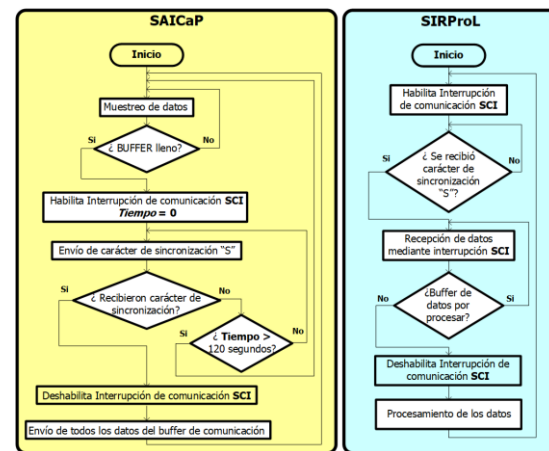 SAICaP
Inicio
Muestreo de datos
¿ BUFFER lleno?
Si
No
Habilita Interrupción de comunicación SCI
Tiempo = 0
Envío de carácter de sincronización "S"
¿ Recibieron carácter de
sincronización?
Si
No
¿ Tiempo >
120 segundos?
Si
No
Deshabilita Interrupción de comunicación SCI
Envío de todos los datos del buffer de comunicación
SIRProL
Inicio
Habilita Interrupción
de comunicación SCI
¿ Se recibió
carácter de
sincronización
"S"?
Si
No
Recepción de datos
mediante interrupción SCI
¿Buffer de
datos por
procesar?
No
Si
Deshabilita Interrupción de
comunicación SCI
Procesamiento de los datos